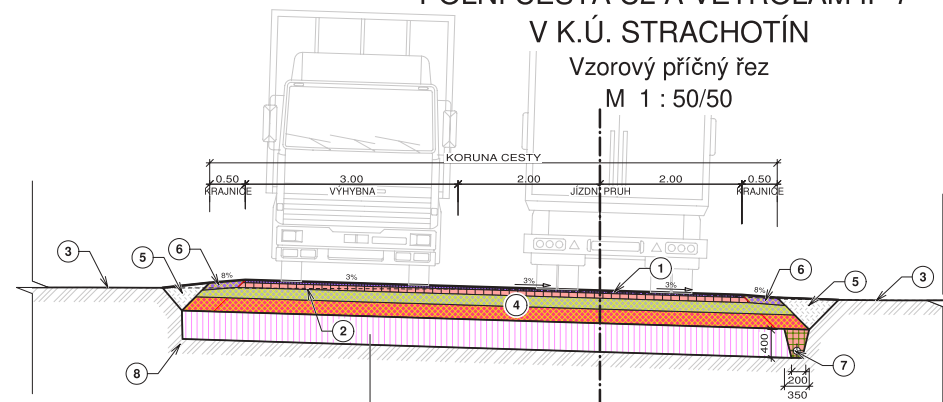 V K.Ú. STRACHOTÍN
Vzorový příčný řez
M 1 : 50/50
KORUNA CESTY
0.50 3.00 2.00 2.00 0.50
KRAJNICE VÝHYBNA JÍZDNÍ PRUH KRAJNICE
3 5 6 8% 3% 3% 1 3% 8% 6 5 3
4
2
400
8 7
200
350